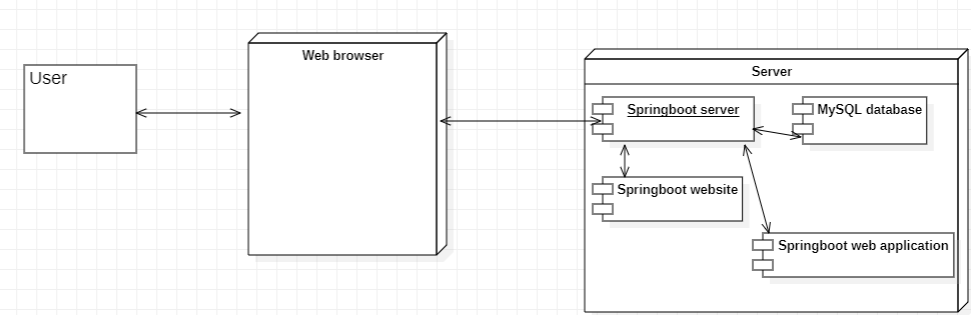 User
Web browser
Server
Springboot server
MySQL database
Springboot website
Springboot web application